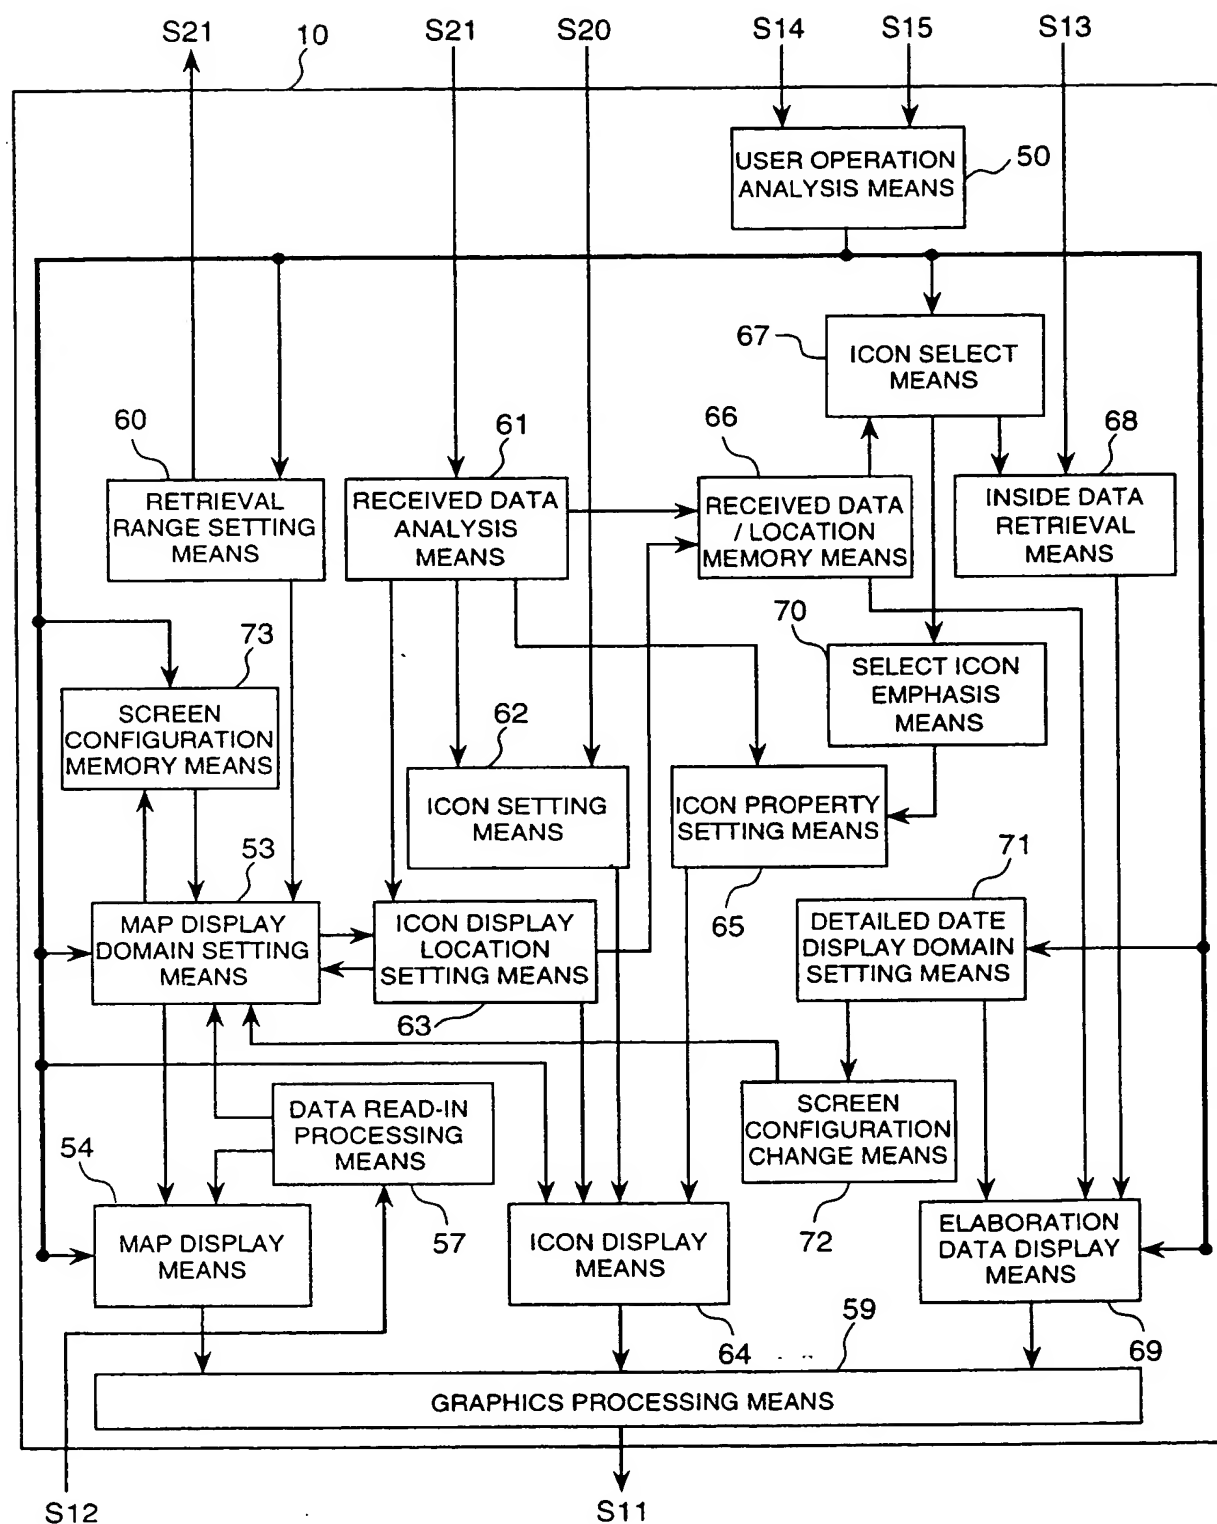 S21
10
S21
S20
S14
S15
S13
USER OPERATION
ANALYSIS MEANS
50
67
ICON SELECT
MEANS
60
61
66
68
RETRIEVAL
RANGE SETTING
MEANS
RECEIVED DATA
ANALYSIS
MEANS
RECEIVED DATA
/ LOCATION
MEMORY MEANS
INSIDE DATA
RETRIEVAL
MEANS
73
70
SCREEN
CONFIGURATION
MEMORY MEANS
62
SELECT ICON
EMPHASIS
MEANS
ICON SETTING
MEANS
ICON PROPERTY
SETTING MEANS
53
65
71
MAP DISPLAY
DOMAIN SETTING
MEANS
ICON DISPLAY
LOCATION
SETTING MEANS
63
DETAILED DATE
DISPLAY DOMAIN
SETTING MEANS
DATA READ-IN
PROCESSING
MEANS
57
SCREEN
CONFIGURATION
CHANGE MEANS
72
54
MAP DISPLAY
MEANS
ICON DISPLAY
MEANS
64
ELABORATION
DATA DISPLAY
MEANS
69
59
GRAPHICS PROCESSING MEANS
S12
S11